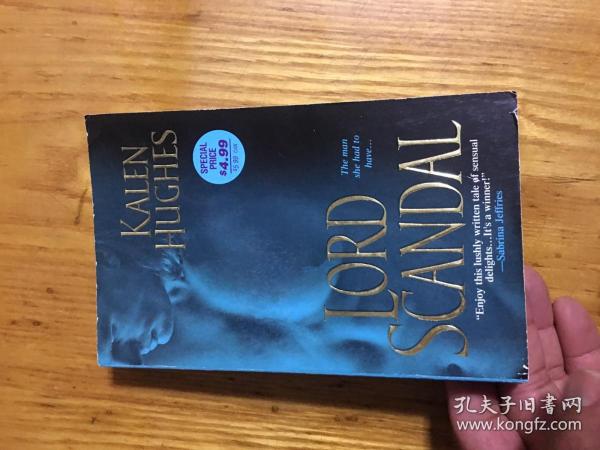 KALEN
HUGHES
SPECIAL
PRICE
$4.99
The man
she had to
have...
LORD
SCANDAL
"Enjoy this lushly written tale of sensual
delights...It's a winner!"
—Sabrina Jeffries
孔夫子旧書网
www.kongfz.com